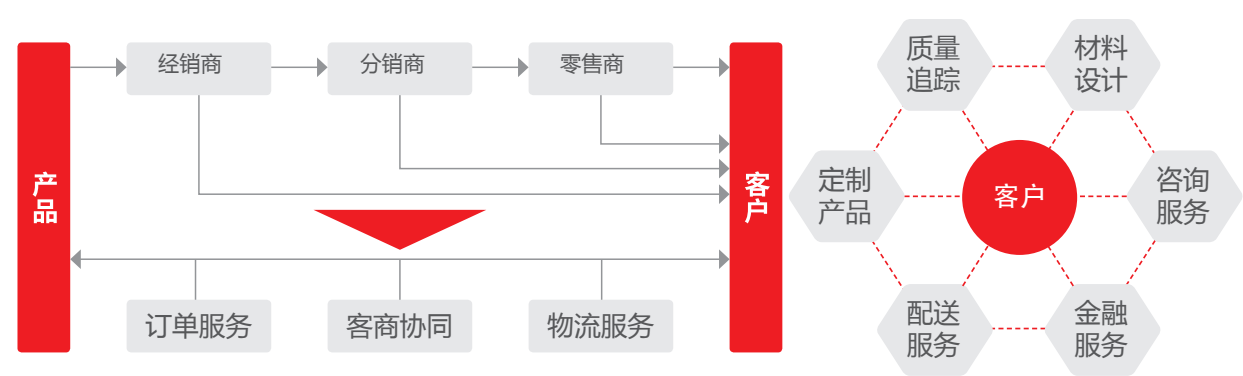 产
品
经销商
分销商
零售商
客
户
订单服务
客商协同
物流服务
质量
追踪
材料
设计
定制
产品
客户
咨询
服务
配送
服务
金融
服务